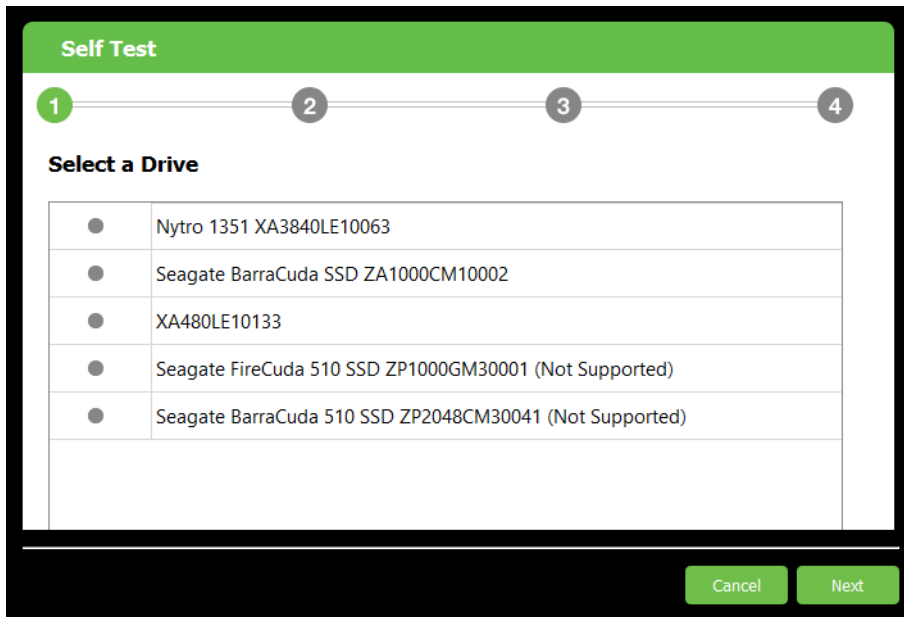 Self Test
1 2 3 4
Select a Drive
Nytro 1351 XA3840LE10063
Seagate BarraCuda SSD ZA1000CM10002
XA480LE10133
Seagate FireCuda 510 SSD ZP1000GM30001 (Not Supported)
Seagate BarraCuda 510 SSD ZP2048CM30041 (Not Supported)
Cancel Next